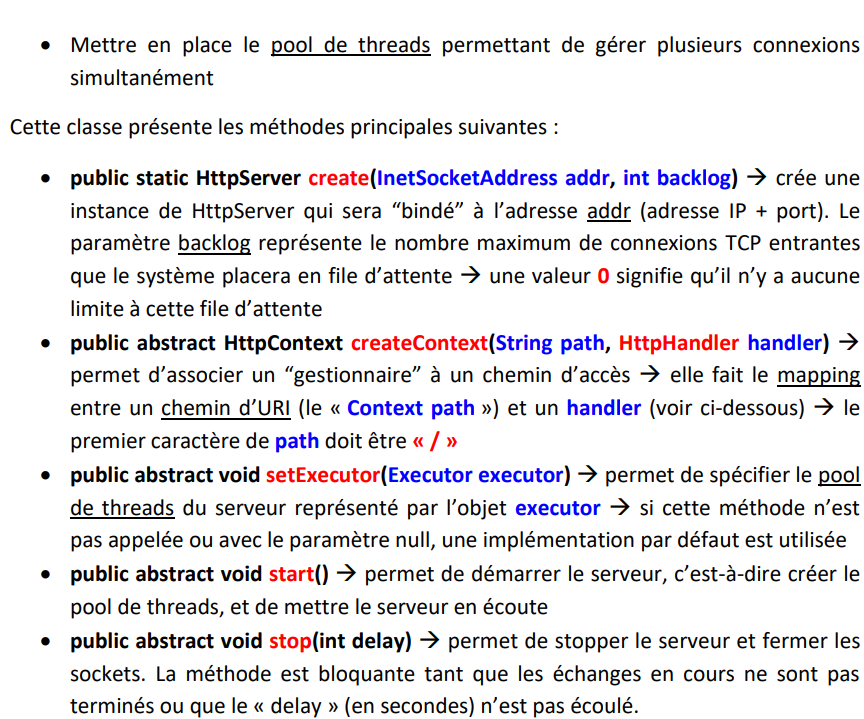 • Mettre en place le pool de threads permettant de gérer plusieurs connexions
simultanément
Cette classe présente les méthodes principales suivantes :
• public static HttpServer create(InetSocketAddress addr, int backlog) → crée une
instance de HttpServer qui sera “bindé” à l’adresse addr (adresse IP + port). Le
paramètre backlog représente le nombre maximum de connexions TCP entrantes
que le système placera en file d’attente → une valeur 0 signifie qu’il n’y a aucune
limite à cette file d’attente
• public abstract HttpContext createContext(String path, HttpHandler handler) →
permet d’associer un “gestionnaire” à un chemin d’accès → elle fait le mapping
entre un chemin d’URI (le « Context path ») et un handler (voir ci-dessous) → le
premier caractère de path doit être « / »
• public abstract void setExecutor(Executor executor) → permet de spécifier le pool
de threads du serveur représenté par l’objet executor → si cette méthode n’est
pas appelée ou avec le paramètre null, une implémentation par défaut est utilisée
• public abstract void start() → permet de démarrer le serveur, c’est-à-dire créer le
pool de threads, et de mettre le serveur en écoute
• public abstract void stop(int delay) → permet de stopper le serveur et fermer les
sockets. La méthode est bloquante tant que les échanges en cours ne sont pas
terminés ou que le « delay » (en secondes) n’est pas écoulé.